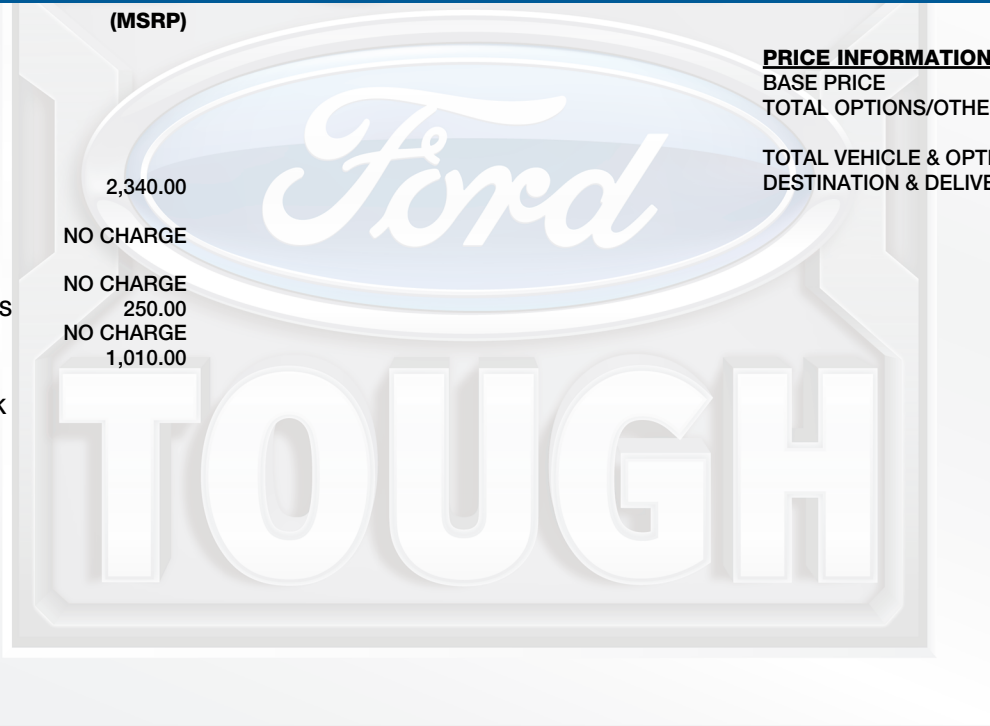 (MSRP)
2,340.00
NO CHARGE
NO CHARGE
S 250.00
NO CHARGE
1,010.00
K
PRICE INFORMATION
BASE PRICE
TOTAL OPTIONS/OTHE
TOTAL VEHICLE & OPTI
DESTINATION & DELIVE
Ford
TOUGH